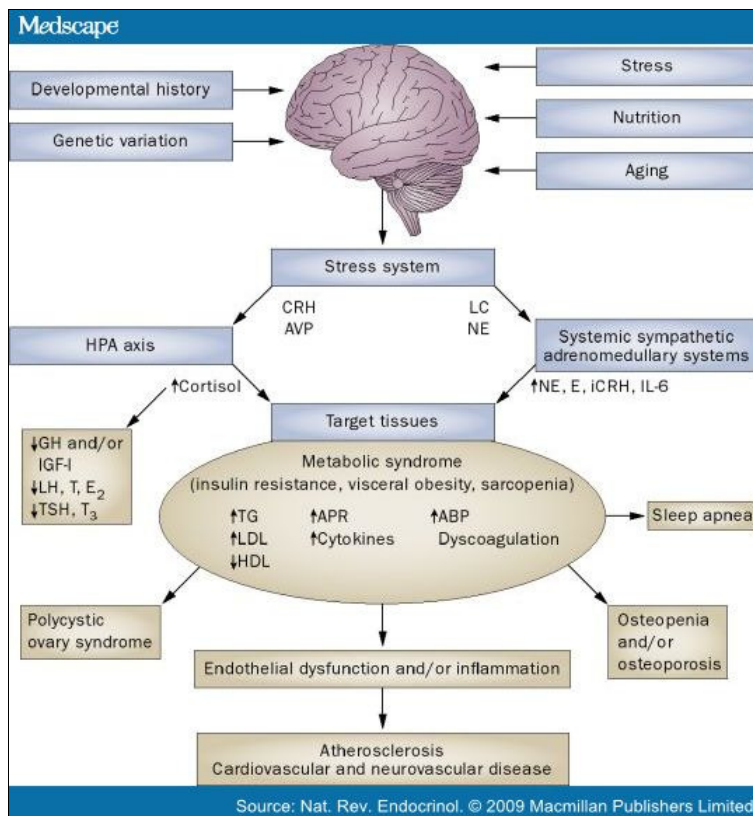 Medscape
Developmental history
Genetic variation
Stress
Nutrition
Aging
Stress system
CRH
AVP
LC
NE
HPA axis
Systemic sympathetic
adrenomedullary systems
↑Cortisol
↑NE, E, iCRH, IL-6
Target tissues
↓GH and/or
IGF-I
↓LH, T, E₂
↓TSH, T₃
Metabolic syndrome
(insulin resistance, visceral obesity, sarcopenia)
↑TG ↑APR ↑ABP
↑LDL ↑Cytokines Dyscoagulation
↓HDL
Sleep apnea
Polycystic
ovary syndrome
Osteopenia
and/or
osteoporosis
Endothelial dysfunction and/or inflammation
Atherosclerosis
Cardiovascular and neurovascular disease
Source: Nat. Rev. Endocrinol. © 2009 Macmillan Publishers Limited